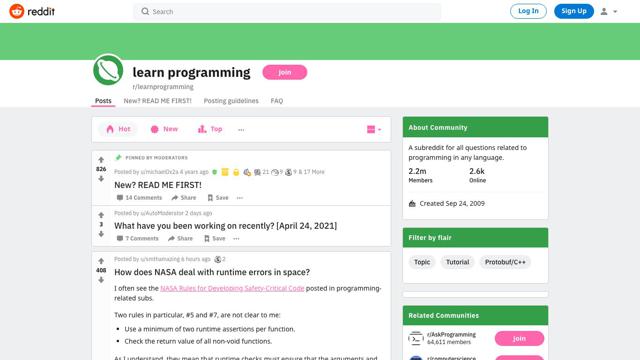 reddit
Search
Log In
Sign Up
learn programming
Join
r/learnprogramming
Posts
New? READ ME FIRST!
Posting guidelines
FAQ
Hot
New
Top
...
PINNED BY MODERATORS
826
Posted by u/michael0x2a 4 years ago
21
9
9 & 17 More
New? READ ME FIRST!
14 Comments
Share
Save
...
3
Posted by u/AutoModerator 2 days ago
What have you been working on recently? [April 24, 2021]
7 Comments
Share
Save
...
408
Posted by u/smthamazing 6 hours ago
2
How does NASA deal with runtime errors in space?
I often see the NASA Rules for Developing Safety-Critical Code posted in programming-
related subs.
Two rules in particular, #5 and #7, are not clear to me:
• Use a minimum of two runtime assertions per function.
• Check the return value of all non-void functions.
As I understand, they mean that runtime checks must ensure that the arguments and
About Community
A subreddit for all questions related to
programming in any language.
2.2m
2.6k
Members
Online
Created Sep 24, 2009
Filter by flair
Topic
Tutorial
Protobuf/C++
Related Communities
r/AskProgramming
64,611 members
Join
r/computerscience